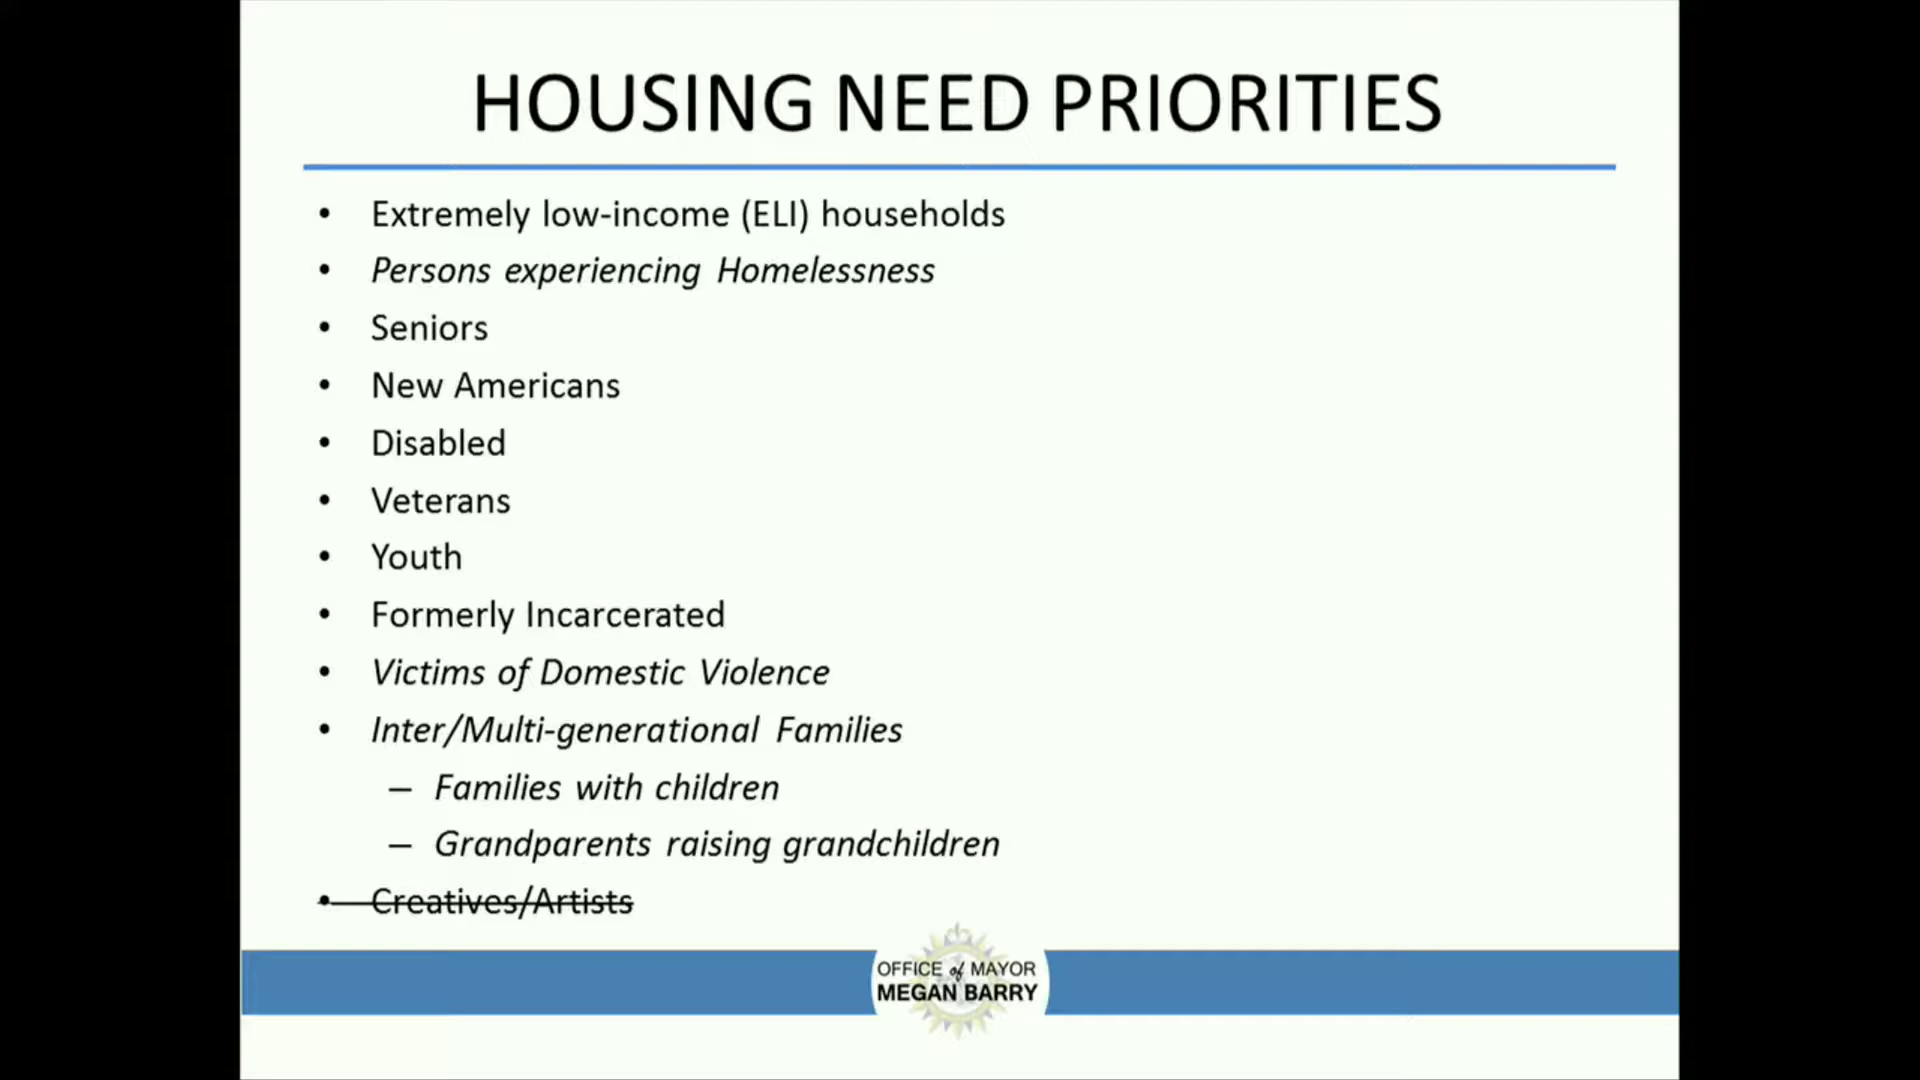 HOUSING NEED PRIORITIES
• Extremely low-income (ELI) households
• Persons experiencing Homelessness
• Seniors
• New Americans
• Disabled
• Veterans
• Youth
• Formerly Incarcerated
• Victims of Domestic Violence
• Inter/Multi-generational Families
– Families with children
– Grandparents raising grandchildren
• Creatives/Artists
OFFICE of MAYOR
MEGAN BARRY